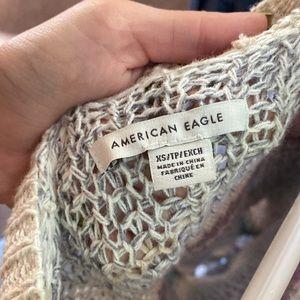 AMERICAN EAGLE
XS/TP/EXCH
MADE IN CHINA
FABRIQUÉ EN
CHINE